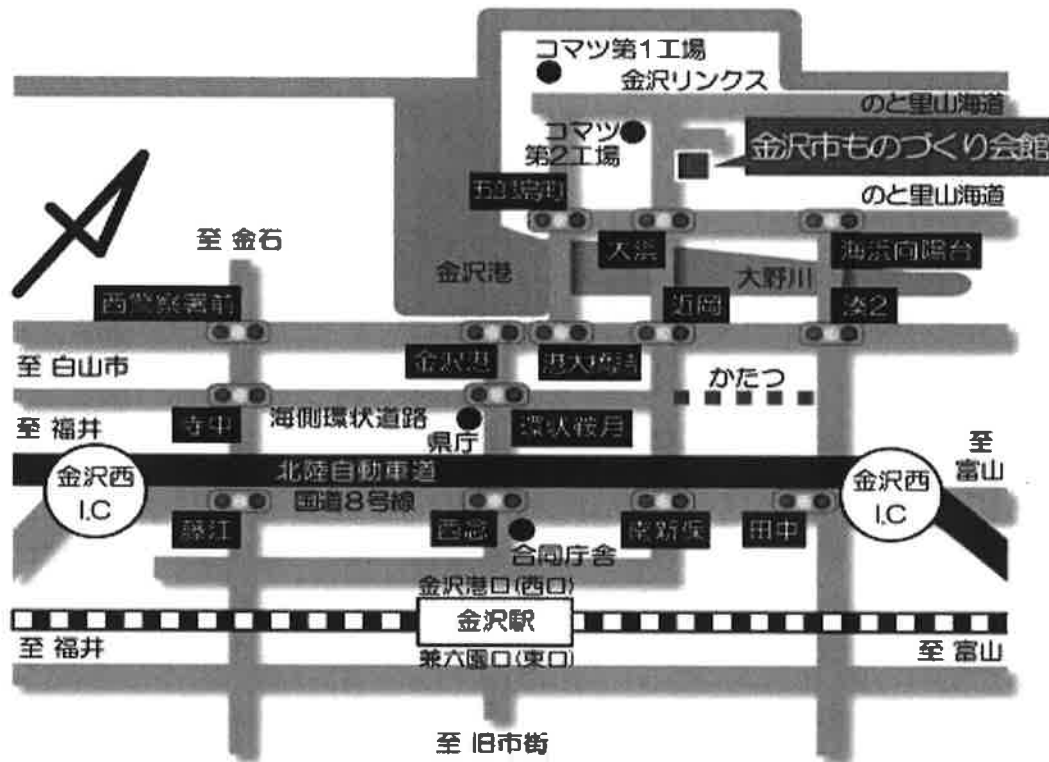 コマツ第1工場
金沢リンクス
のと里山海道
コマツ
第2工場
金沢市ものづくり会館
五郎島町
のと里山海道
至 金石
大浜
海浜向陽台
金沢港
大野川
西警察署前
近岡
湊2
金沢港
港大橋詰
至 白山市
かたつ
寺中
海側環状道路
県庁
環状桜月
至 福井
至
富山
金沢西
I.C
北陸自動車道
国道8号線
金沢西
I.C
藤江
西念
南新保
田中
合同庁舎
金沢港口(西口)
金沢駅
至 福井
兼六園口(東口)
至 富山
至 旧市街